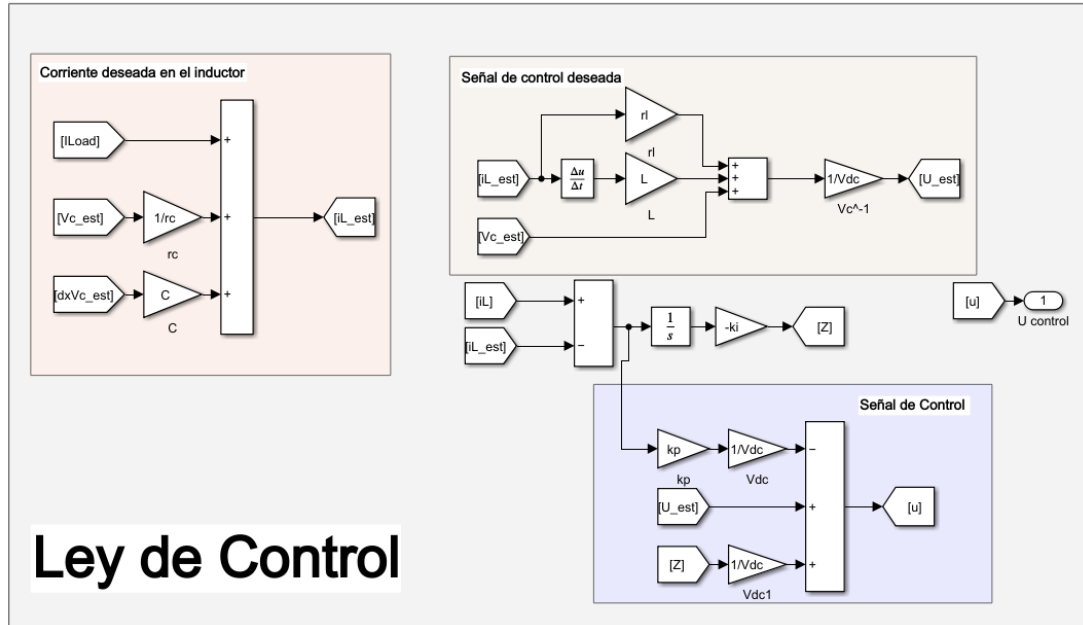 Corriente deseada en el inductor
[ILoad]
+
[Vc_est]
1/rc
+
rc
[dxVc_est]
C
+
C
[iL_est]
Señal de control deseada
rl
rl
[iL_est]
Δu
Δt
L
L
+
+
+
1/Vdc
Vc^-1
[U_est]
[Vc_est]
[iL]
+
[iL_est]
−
1
s
-ki
[Z]
[u]
1
U control
Señal de Control
kp
kp
1/Vdc
Vdc
−
[U_est]
+
[u]
[Z]
1/Vdc
Vdc1
+
Ley de Control